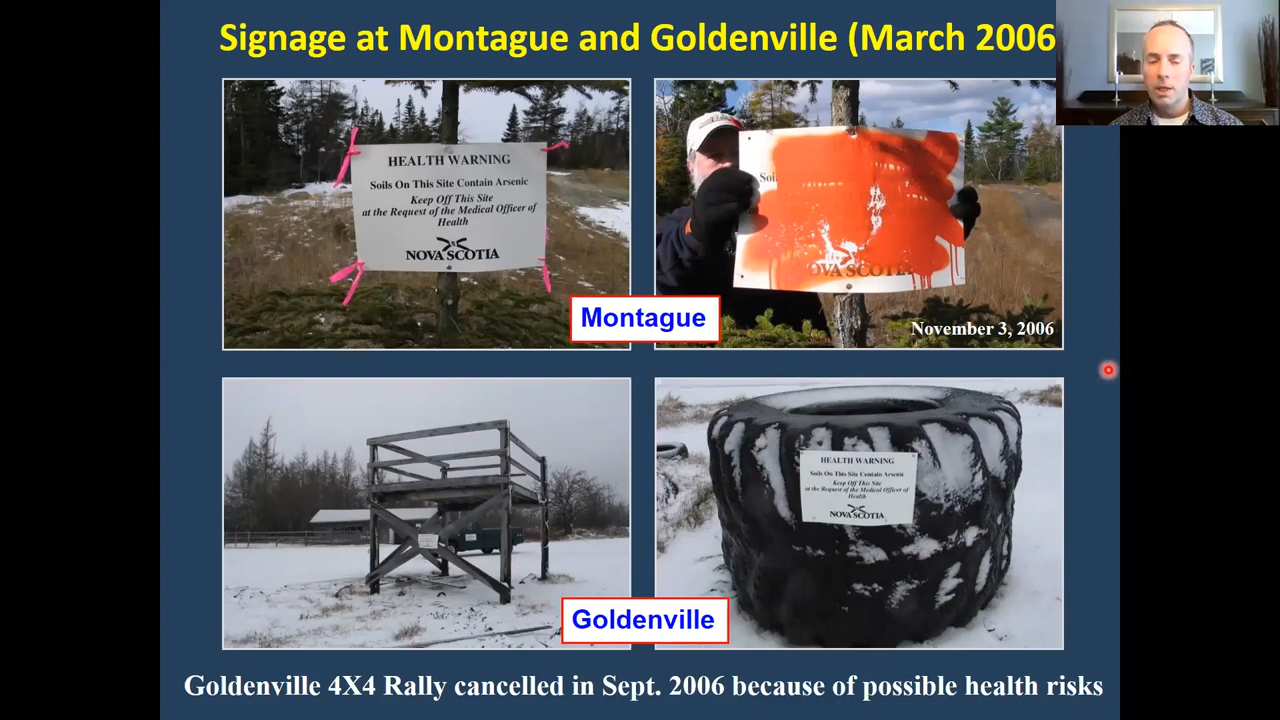 Signage at Montague and Goldenville (March 2006
HEALTH WARNING
Soils On This Site Contain Arsenic
Keep Off This Site
at the Request of the Medical Officer of
Health
NOVA SCOTIA
Soil
OVA SCOTIA
November 3, 2006
Montague
HEALTH WARNING
Soils On This Site Contain Arsenic
Keep Off This Site
at the Request of the Medical Officer of
Health
NOVA SCOTIA
Goldenville
Goldenville 4X4 Rally cancelled in Sept. 2006 because of possible health risks